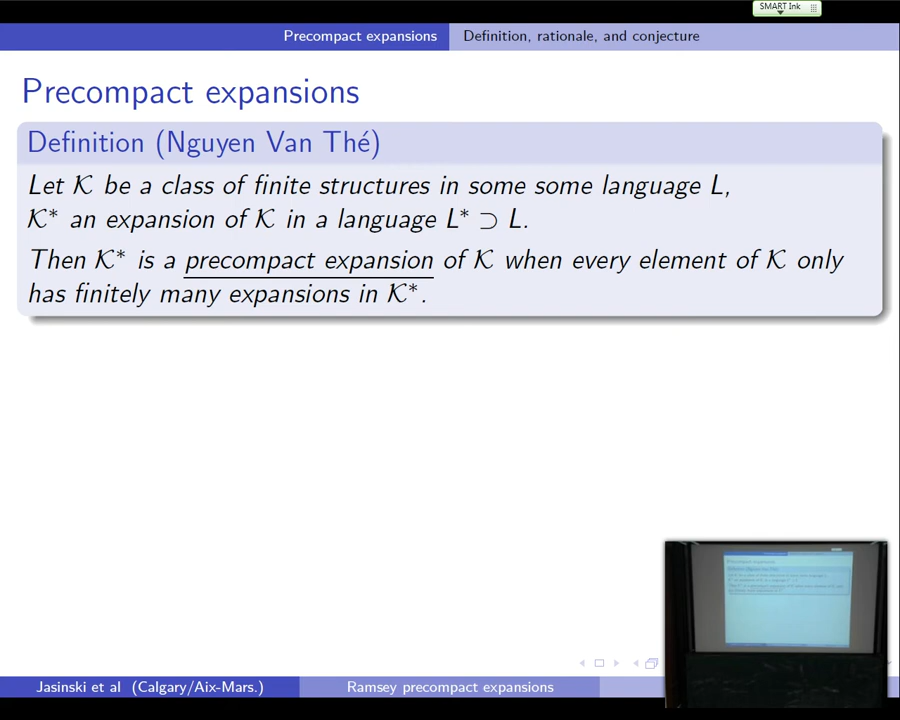 SMART Ink
Precompact expansions Definition, rationale, and conjecture
Precompact expansions
Definition (Nguyen Van Thé)
Let 𝒦 be a class of finite structures in some some language L,
𝒦* an expansion of 𝒦 in a language L* ⊃ L.
Then 𝒦* is a precompact expansion of 𝒦 when every element of 𝒦 only
has finitely many expansions in 𝒦*.
Jasinski et al (Calgary/Aix-Mars.) Ramsey precompact expansions